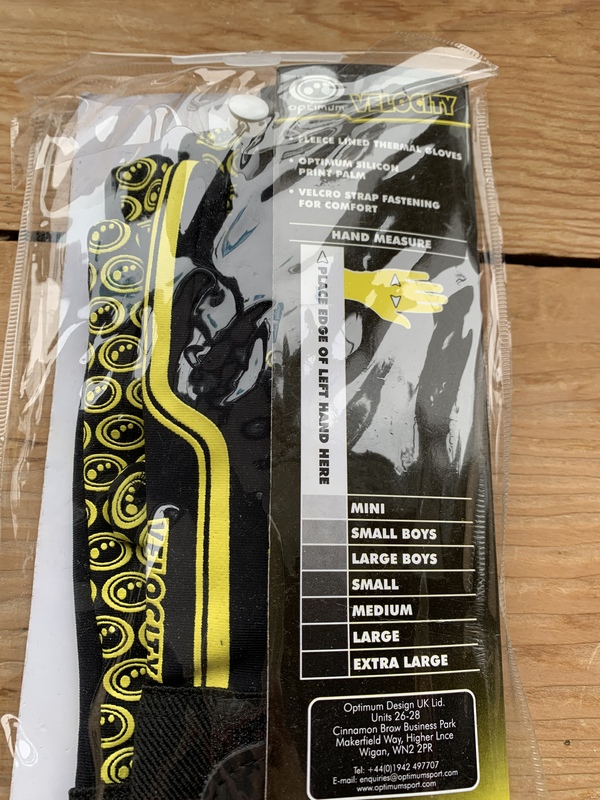 optimum VELOCITY
• FLEECE LINED THERMAL GLOVES
• OPTIMUM SILICON
PRINT PALM
• VELCRO STRAP FASTENING
FOR COMFORT
HAND MEASURE
PLACE EDGE OF LEFT HAND HERE
MINI
SMALL BOYS
LARGE BOYS
SMALL
MEDIUM
LARGE
EXTRA LARGE
VELOCITY
Optimum Design UK Ltd.
Units 26-28
Cinnamon Braw Business Park
Makerfield Way, Higher Lnce
Wigan, WN2 2PR
Tel: +44(0)1942 497707
E-mail: enquiries@optimumsport.com
www.optimumsport.com